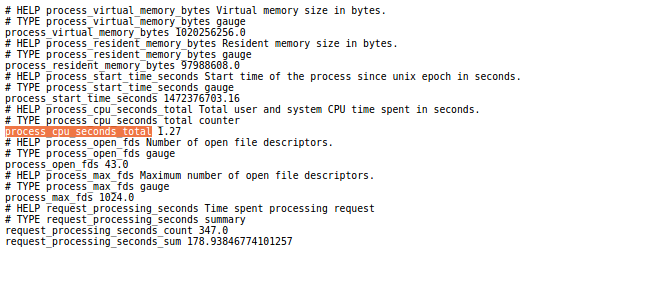 # HELP process_virtual_memory_bytes Virtual memory size in bytes.
# TYPE process_virtual_memory_bytes gauge
process_virtual_memory_bytes 1020256256.0
# HELP process_resident_memory_bytes Resident memory size in bytes.
# TYPE process_resident_memory_bytes gauge
process_resident_memory_bytes 97988608.0
# HELP process_start_time_seconds Start time of the process since unix epoch in seconds.
# TYPE process_start_time_seconds gauge
process_start_time_seconds 1472376703.16
# HELP process_cpu_seconds_total Total user and system CPU time spent in seconds.
# TYPE process_cpu_seconds_total counter
process_cpu_seconds_total 1.27
# HELP process_open_fds Number of open file descriptors.
# TYPE process_open_fds gauge
process_open_fds 43.0
# HELP process_max_fds Maximum number of open file descriptors.
# TYPE process_max_fds gauge
process_max_fds 1024.0
# HELP request_processing_seconds Time spent processing request
# TYPE request_processing_seconds summary
request_processing_seconds_count 347.0
request_processing_seconds_sum 178.93846774101257